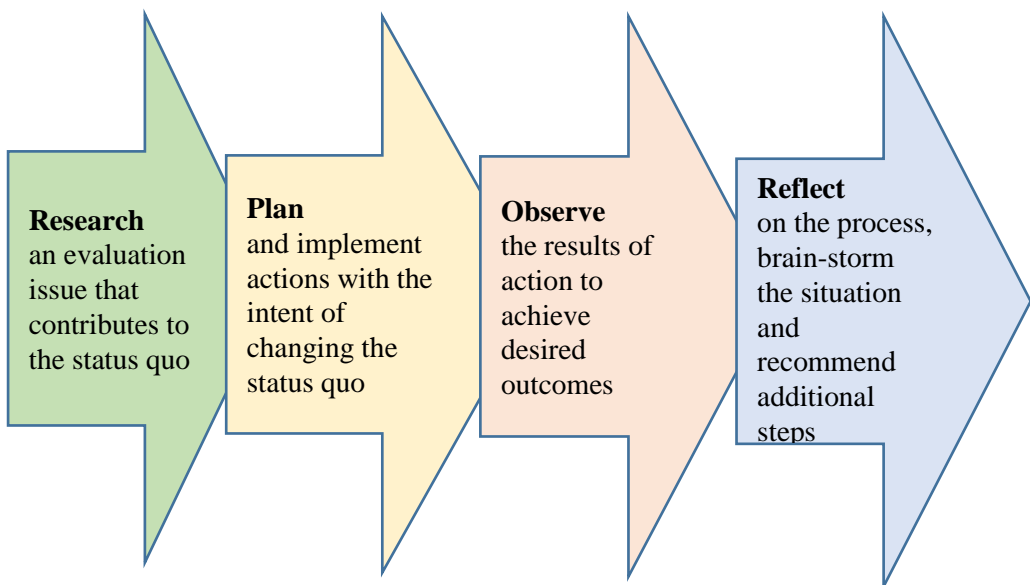 Research
an evaluation
issue that
contributes to
the status quo
Plan
and implement
actions with the
intent of
changing the
status quo
Observe
the results of
action to
achieve
desired
outcomes
Reflect
on the process,
brain-storm
the situation
and
recommend
additional
steps